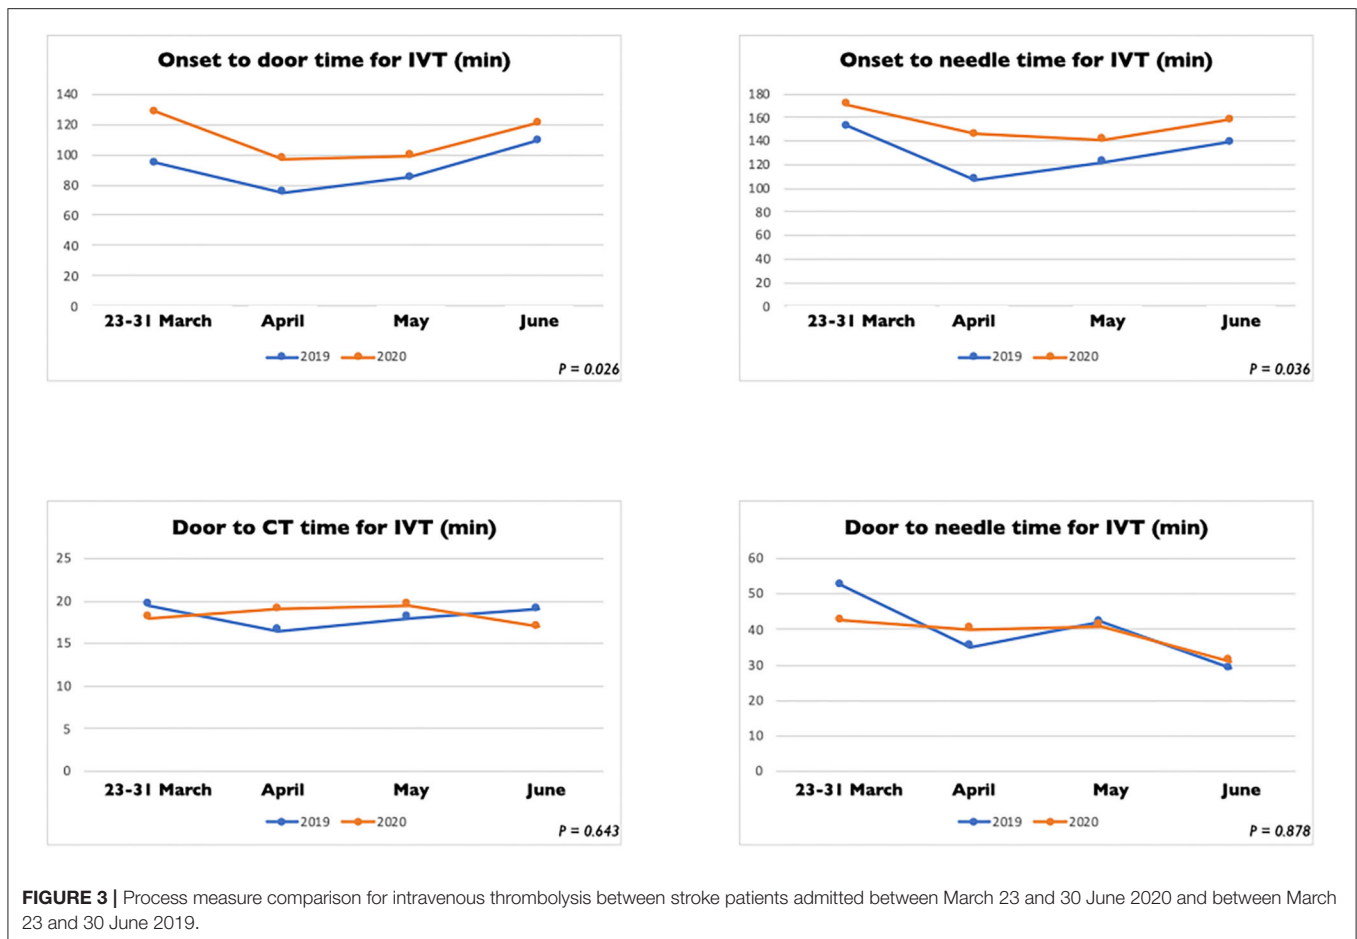 Onset to door time for IVT (min)
140
120
100
80
60
40
20
0
23-31 March April May June
2019 2020
P = 0.026
Onset to needle time for IVT (min)
180
160
140
120
100
80
60
40
20
0
23-31 March April May June
2019 2020
P = 0.036
Door to CT time for IVT (min)
25
20
15
10
5
0
23-31 March April May June
2019 2020
P = 0.643
Door to needle time for IVT (min)
60
50
40
30
20
10
0
23-31 March April May June
2019 2020
P = 0.878
FIGURE 3 | Process measure comparison for intravenous thrombolysis between stroke patients admitted between March 23 and 30 June 2020 and between March
23 and 30 June 2019.